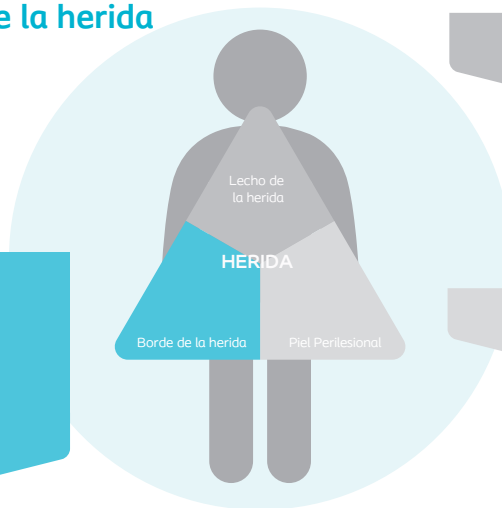 e la herida
Lecho de
la herida
HERIDA
Borde de la herida
Piel Perilesional